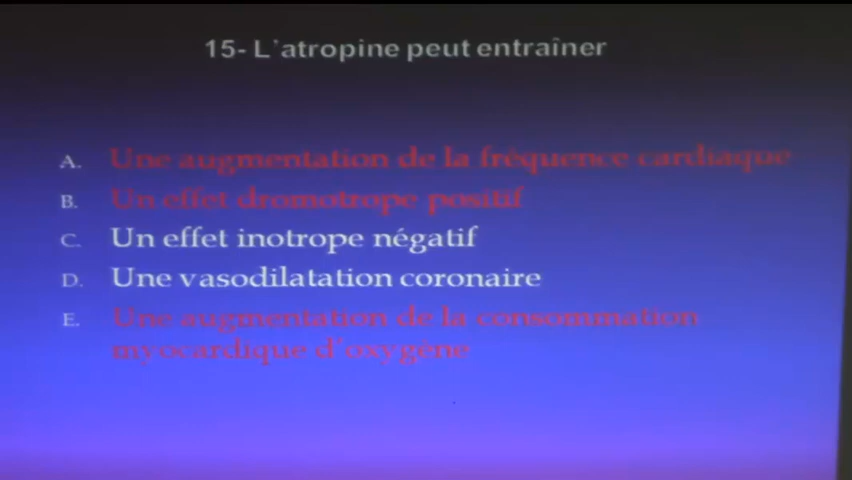 15- L'atropine peut entraîner
A. Une augmentation de la fréquence cardiaque
B. Un effet dromotrope positif
C. Un effet inotrope négatif
D. Une vasodilatation coronaire
E. Une augmentation de la consommation
myocardique d'oxygène